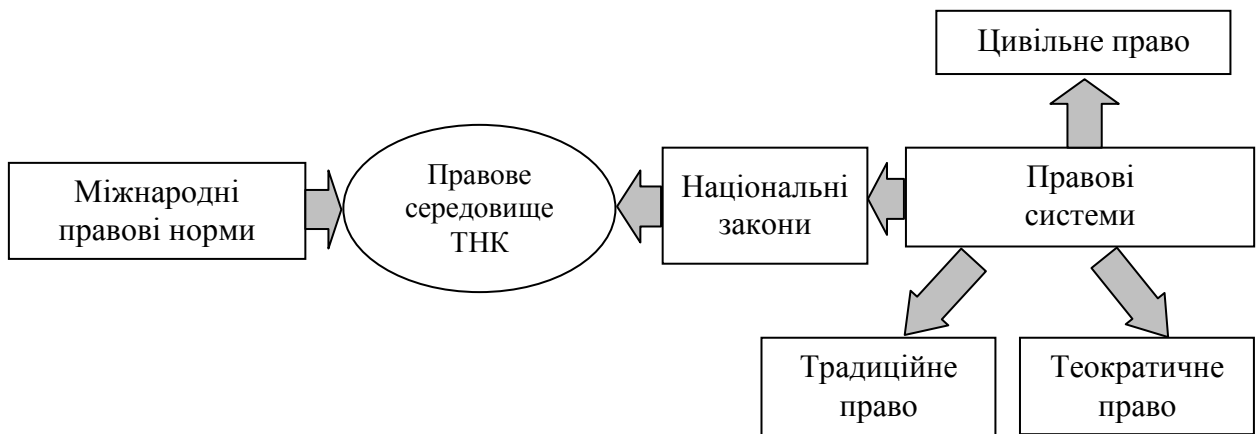 Цивільне право
Міжнародні
правові норми
Правове
середовище
ТНК
Національні
закони
Правові
системи
Традиційне
право
Теократичне
право